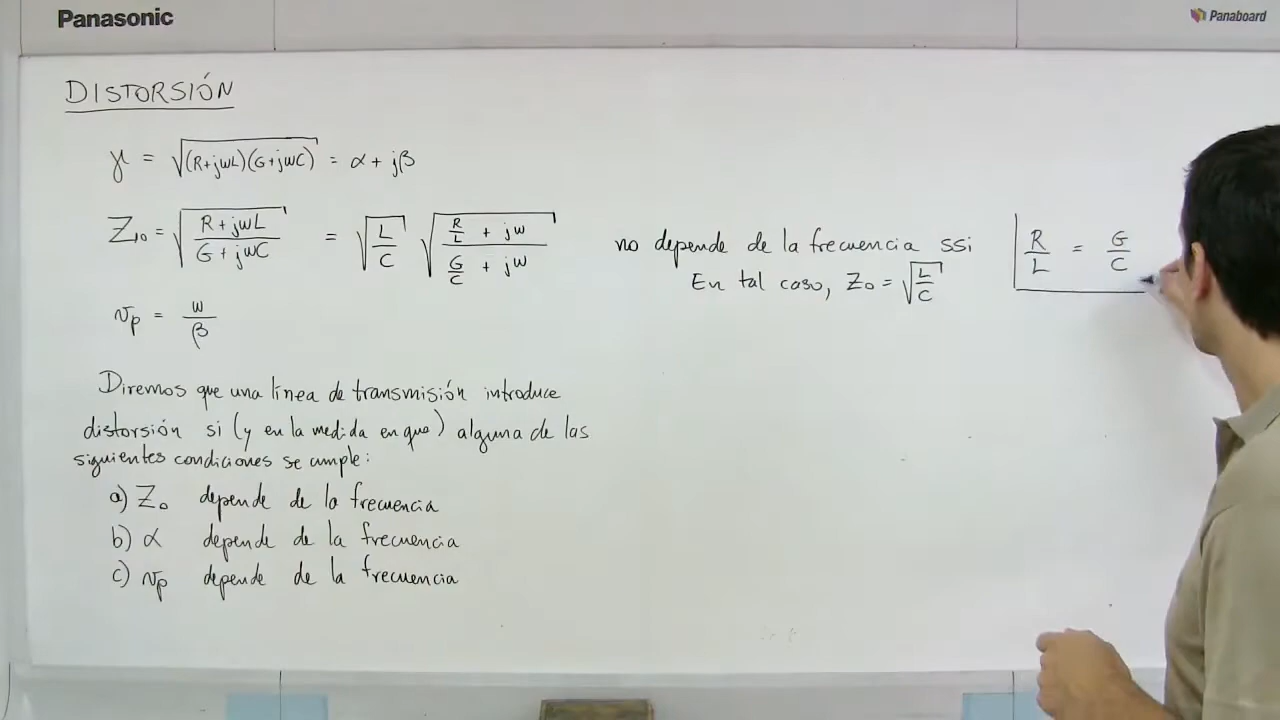 Panasonic
Panaboard
DISTORSIÓN
γ = √(R+jωL)(G+jωC) = α + jβ
Z₀ = √(R + jωL / G + jωC) = √(L/C) √(R/L + jω / G/C + jω)
no depende de la frecuencia ssi R/L = G/C
En tal caso, Z₀ = √(L/C)
vp = ω/β
Diremos que una línea de transmisión introduce
distorsión si (y en la medida en que) alguna de las
siguientes condiciones se cumple:
a) Z₀ depende de la frecuencia
b) α depende de la frecuencia
c) vp depende de la frecuencia